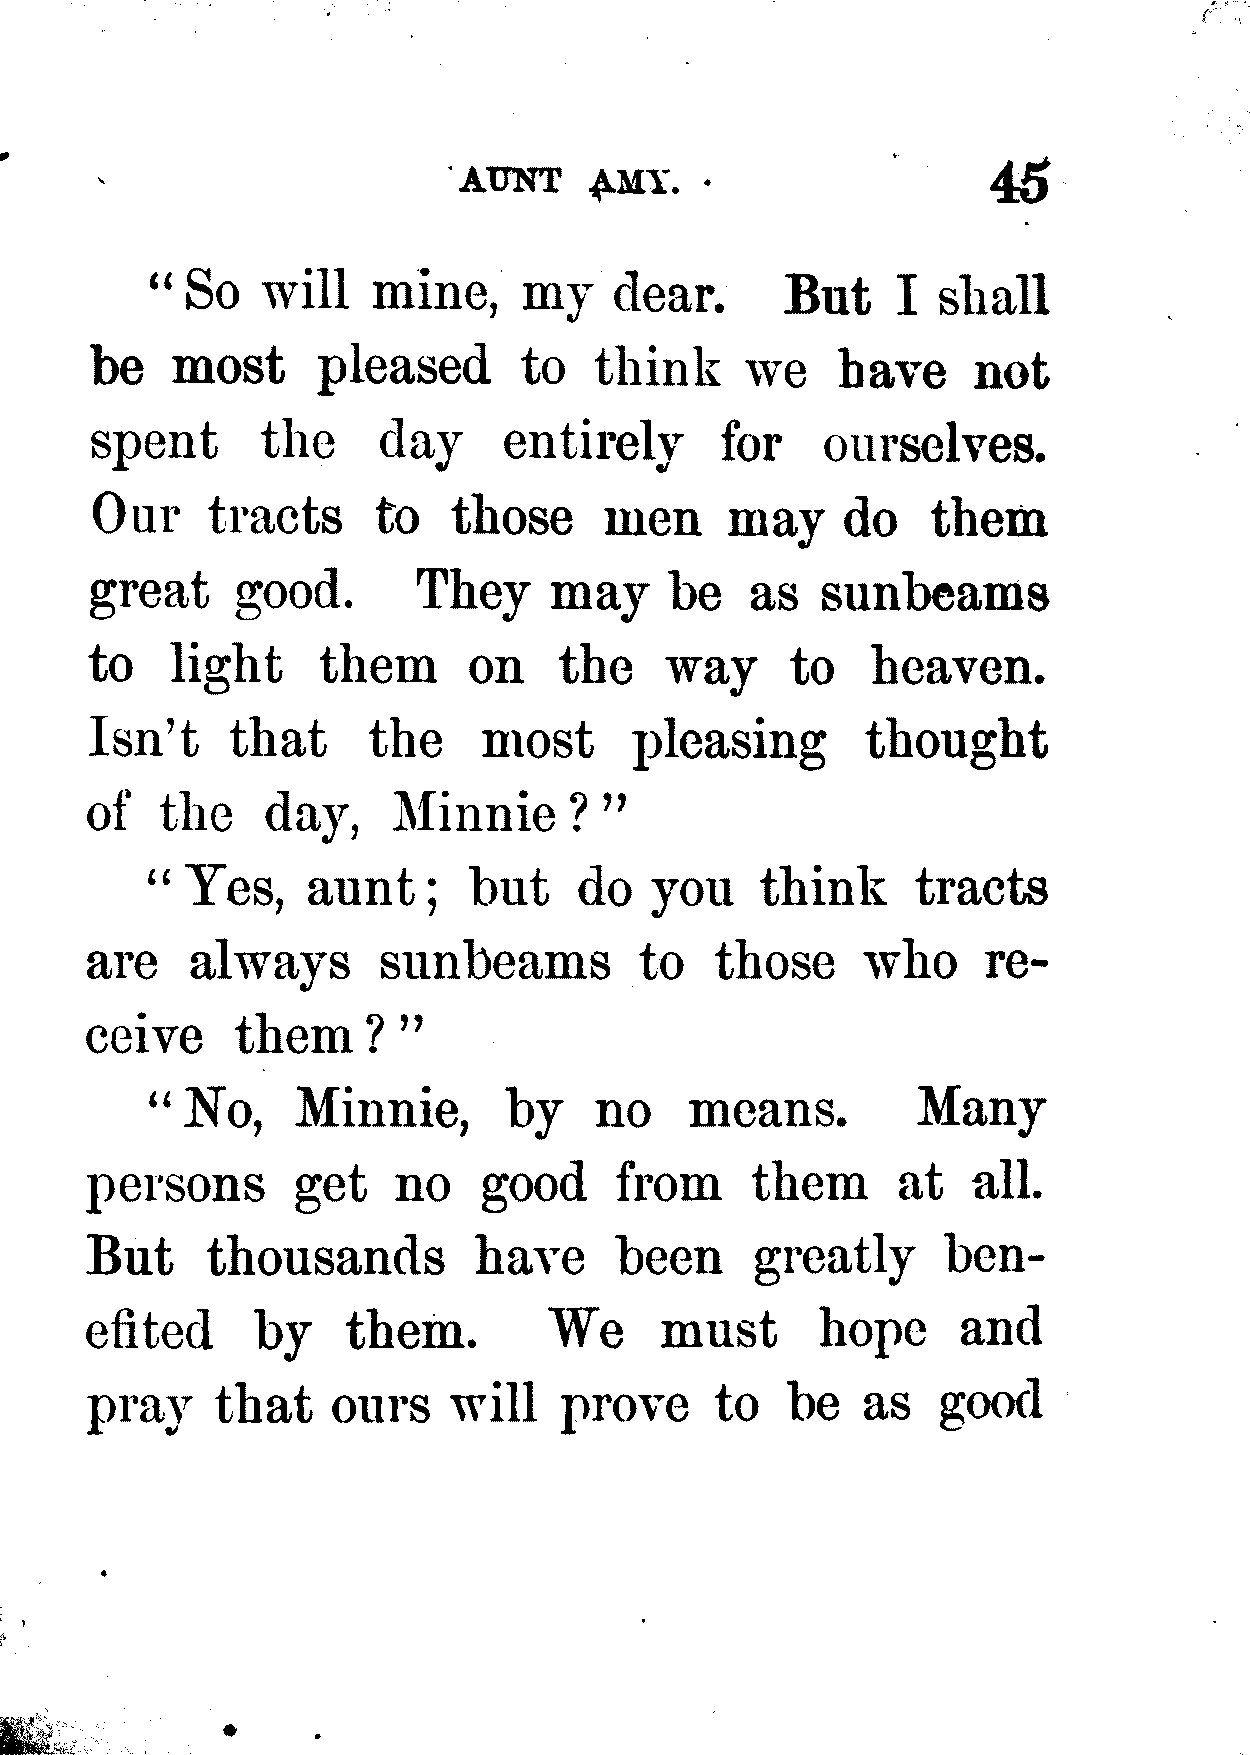 AUNT AMY. 45
“So will mine, my dear. But I shall
be most pleased to think we have not
spent the day entirely for ourselves.
Our tracts to those men may do them
great good. They may be as sunbeams
to light them on the way to heaven.
Isn’t that the most pleasing thought
of the day, Minnie?”
“Yes, aunt; but do you think tracts
are always sunbeams to those who re-
ceive them?”
“No, Minnie, by no means. Many
persons get no good from them at all.
But thousands have been greatly ben-
efited by them. We must hope and
pray that ours will prove to be as good